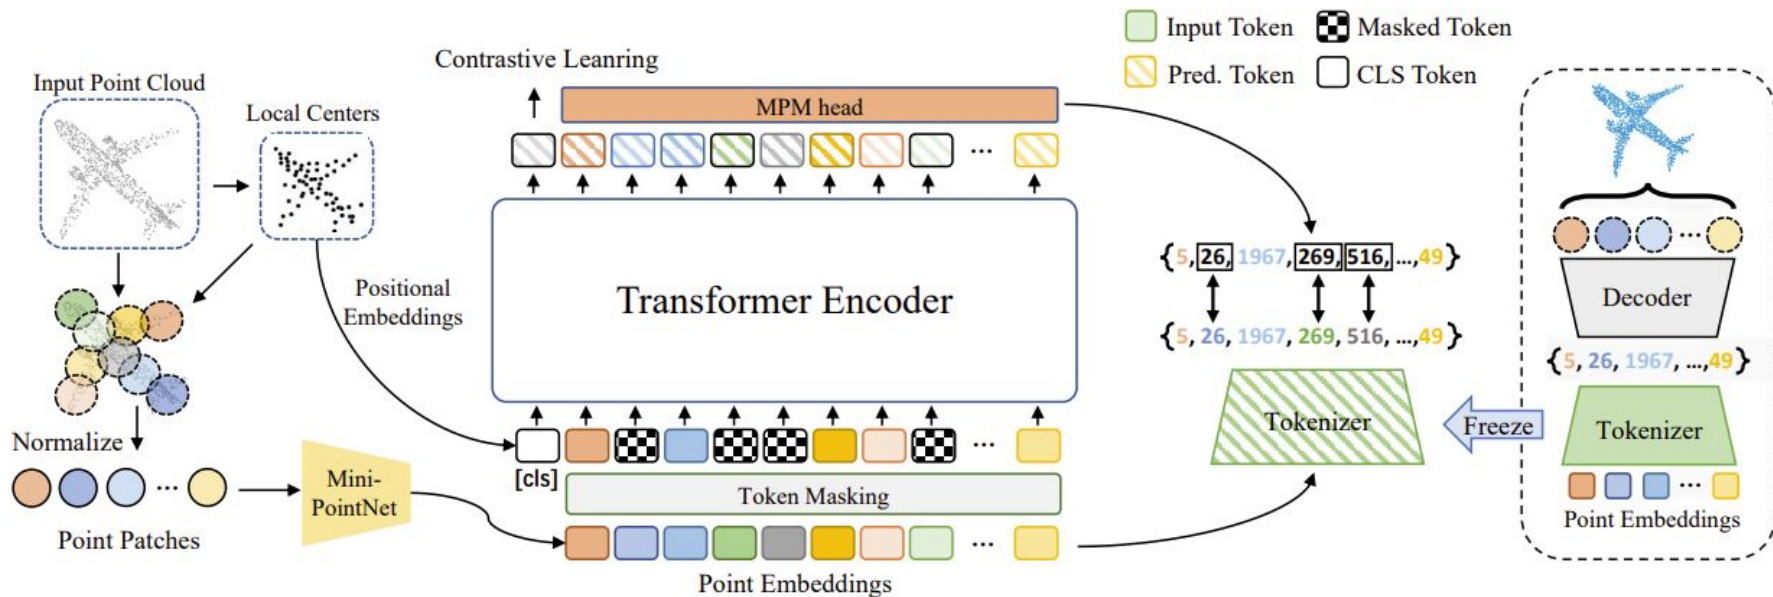 Input Point Cloud
Local Centers
Normalize
Point Patches
Mini-
PointNet
Positional
Embeddings
Contrastive Leanring
MPM head
Transformer Encoder
...
[cls]
Token Masking
...
Point Embeddings
Input Token
Masked Token
Pred. Token
CLS Token
{5, 26, 1967, 269, 516, ...,49}
{5, 26, 1967, 269, 516, ...,49}
Tokenizer
Freeze
Decoder
{5, 26, 1967, ...,49}
Tokenizer
Point Embeddings